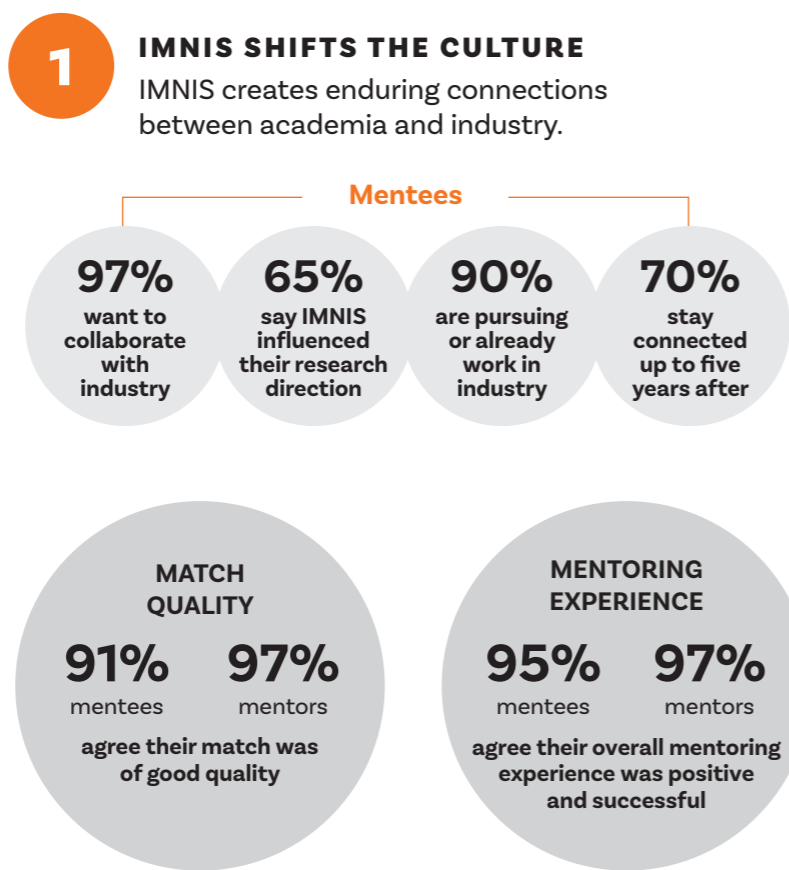 1
IMNIS SHIFTS THE CULTURE
IMNIS creates enduring connections
between academia and industry.
Mentees
97%
want to
collaborate
with
industry
65%
say IMNIS
influenced
their research
direction
90%
are pursuing
or already
work in
industry
70%
stay
connected
up to five
years after
MATCH
QUALITY
91% 97%
mentees mentors
agree their match was
of good quality
MENTORING
EXPERIENCE
95% 97%
mentees mentors
agree their overall mentoring
experience was positive
and successful